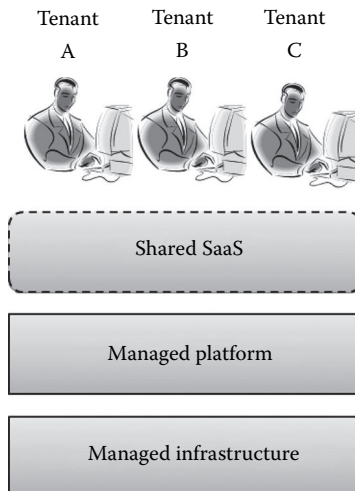 Tenant Tenant Tenant
A B C
Shared SaaS
Managed platform
Managed infrastructure